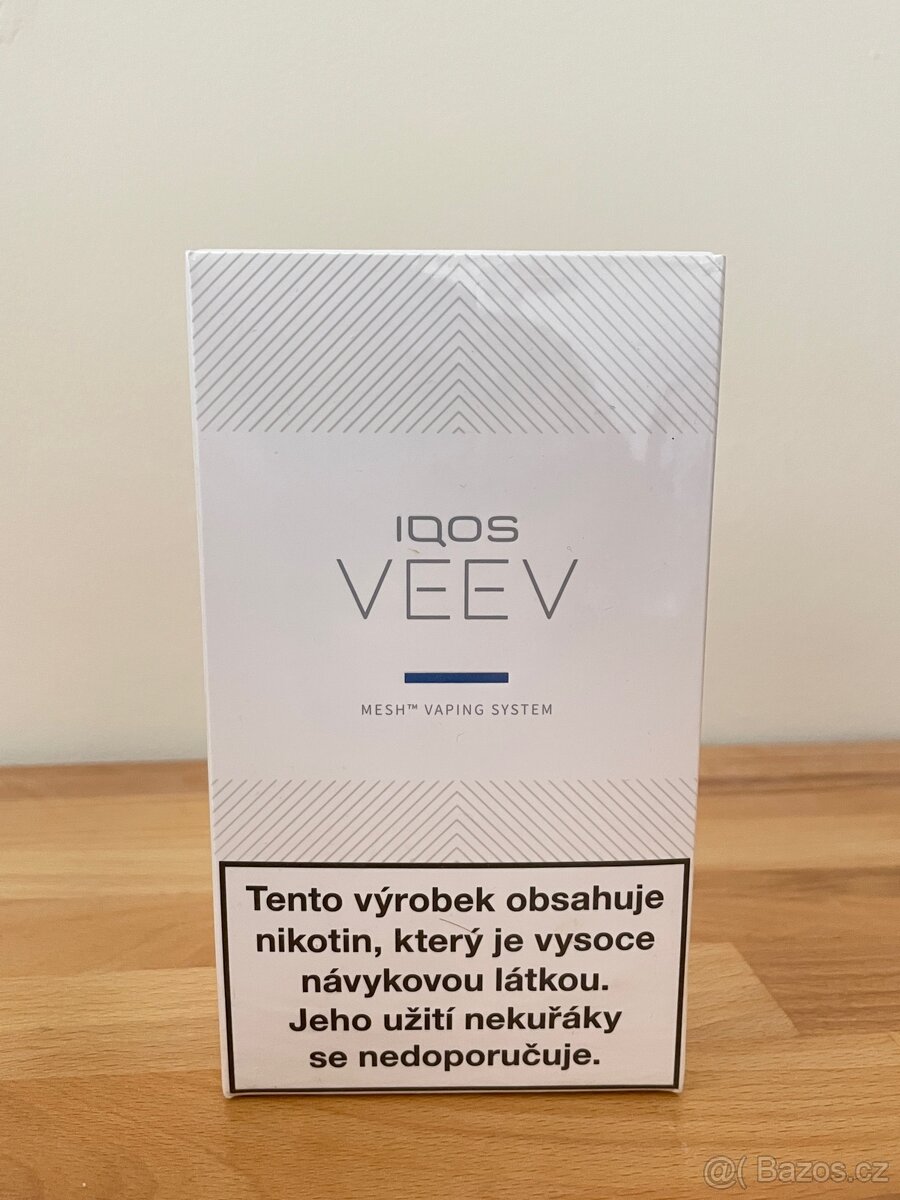 IQOS
VEEV
MESH™ VAPING SYSTEM
Tento výrobek obsahuje
nikotin, který je vysoce
návykovou látkou.
Jeho užití nekuřáky
se nedoporučuje.
@( Bazos.cz